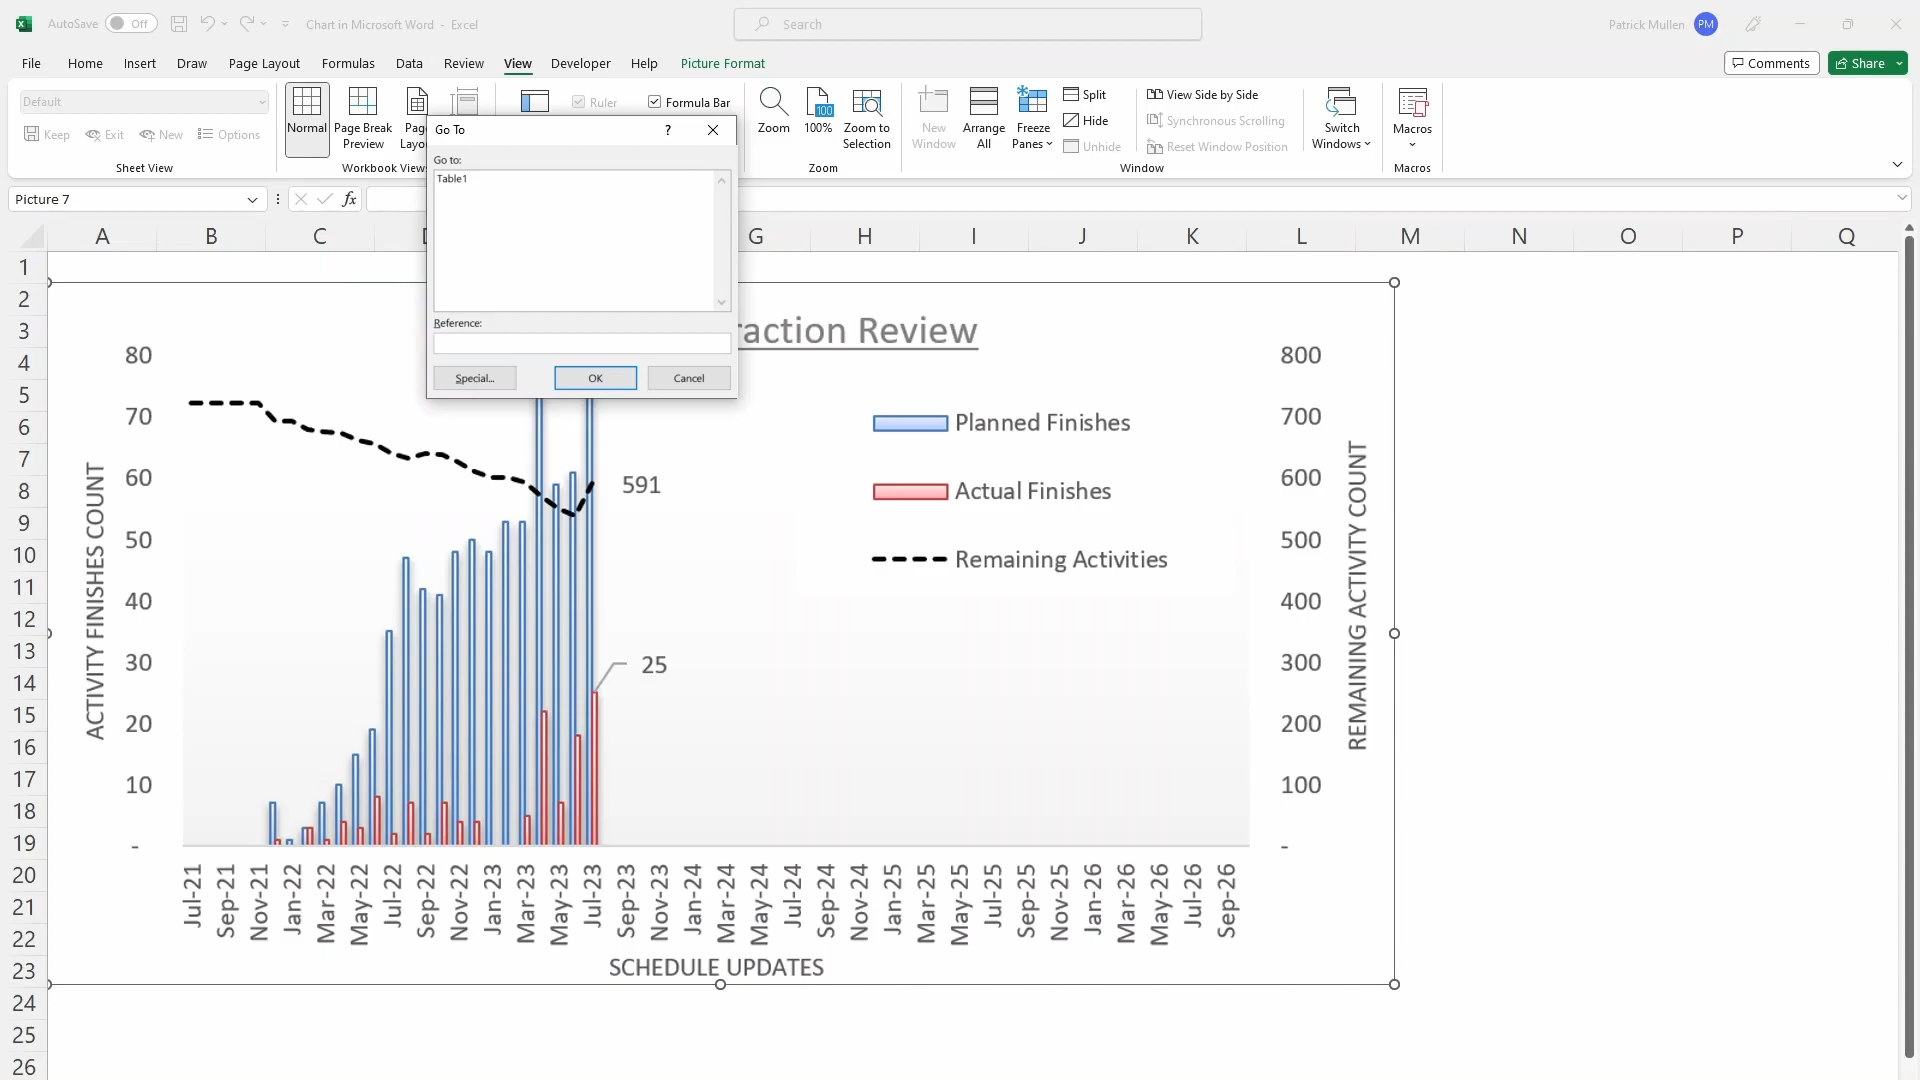 AutoSave Off Chart in Microsoft Word - Excel Search Patrick Mullen PM
File Home Insert Draw Page Layout Formulas Data Review View Developer Help Picture Format Comments Share
Default
Keep Exit New Options
Sheet View
Normal
Page Break
Preview
Workbook View
Ruler
Formula Bar
Zoom
100%
100
Zoom to
Selection
Zoom
New
Window
Arrange
All
Freeze
Panes
Split
Hide
Unhide
View Side by Side
Synchronous Scrolling
Reset Window Position
Window
Switch
Windows
Macros
Macros
Go To ? ×
Go to:
Table1
Reference:
Special... OK Cancel
Picture 7 fx
A B C G H I J K L M N O P Q
1
2
3
4
5
6
7
8
9
10
11
12
13
14
15
16
17
18
19
20
21
22
23
24
25
26
raction Review
ACTIVITY FINISHES COUNT
80
70
60
50
40
30
20
10
-
591
25
Planned Finishes
Actual Finishes
Remaining Activities
800
700
600
500
400
300
200
100
-
REMAINING ACTIVITY COUNT
Jul-21 Sep-21 Nov-21 Jan-22 Mar-22 May-22 Jul-22 Sep-22 Nov-22 Jan-23 Mar-23 May-23 Jul-23 Sep-23 Nov-23 Jan-24 Mar-24 May-24 Jul-24 Sep-24 Nov-24 Jan-25 Mar-25 May-25 Jul-25 Sep-25 Nov-25 Jan-26 Mar-26 May-26 Jul-26 Sep-26
SCHEDULE UPDATES